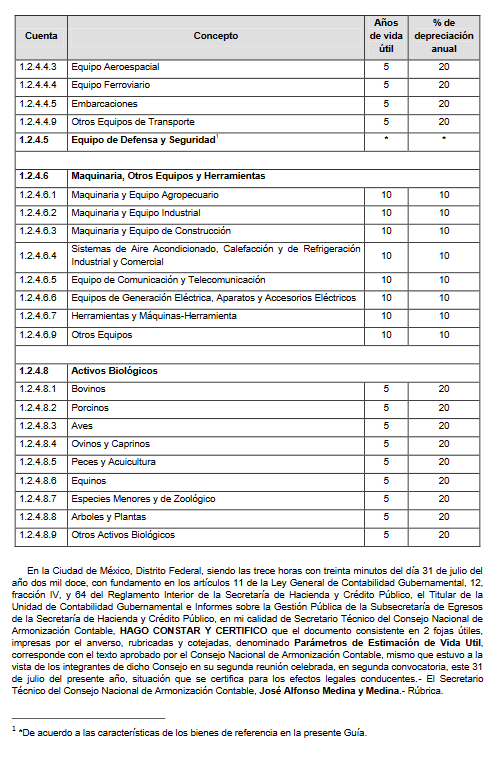 Cuenta Concepto Años de vida útil % de depreciación anual
1.2.4.4.3 Equipo Aeroespacial 5 20
1.2.4.4.4 Equipo Ferroviario 5 20
1.2.4.4.5 Embarcaciones 5 20
1.2.4.4.9 Otros Equipos de Transporte 5 20
1.2.4.5 Equipo de Defensa y Seguridad1 * *
1.2.4.6 Maquinaria, Otros Equipos y Herramientas
1.2.4.6.1 Maquinaria y Equipo Agropecuario 10 10
1.2.4.6.2 Maquinaria y Equipo Industrial 10 10
1.2.4.6.3 Maquinaria y Equipo de Construcción 10 10
1.2.4.6.4 Sistemas de Aire Acondicionado, Calefacción y de Refrigeración Industrial y Comercial 10 10
1.2.4.6.5 Equipo de Comunicación y Telecomunicación 10 10
1.2.4.6.6 Equipos de Generación Eléctrica, Aparatos y Accesorios Eléctricos 10 10
1.2.4.6.7 Herramientas y Máquinas-Herramienta 10 10
1.2.4.6.9 Otros Equipos 10 10
1.2.4.8 Activos Biológicos
1.2.4.8.1 Bovinos 5 20
1.2.4.8.2 Porcinos 5 20
1.2.4.8.3 Aves 5 20
1.2.4.8.4 Ovinos y Caprinos 5 20
1.2.4.8.5 Peces y Acuicultura 5 20
1.2.4.8.6 Equinos 5 20
1.2.4.8.7 Especies Menores y de Zoológico 5 20
1.2.4.8.8 Arboles y Plantas 5 20
1.2.4.8.9 Otros Activos Biológicos 5 20
En la Ciudad de México, Distrito Federal, siendo las trece horas con treinta minutos del día 31 de julio del
año dos mil doce, con fundamento en los artículos 11 de la Ley General de Contabilidad Gubernamental, 12,
fracción IV, y 64 del Reglamento Interior de la Secretaría de Hacienda y Crédito Público, el Titular de la
Unidad de Contabilidad Gubernamental e Informes sobre la Gestión Pública de la Subsecretaría de Egresos
de la Secretaría de Hacienda y Crédito Público, en mi calidad de Secretario Técnico del Consejo Nacional de
Armonización Contable, HAGO CONSTAR Y CERTIFICO que el documento consistente en 2 fojas útiles,
impresas por el anverso, rubricadas y cotejadas, denominado Parámetros de Estimación de Vida Util,
corresponde con el texto aprobado por el Consejo Nacional de Armonización Contable, mismo que estuvo a la
vista de los integrantes de dicho Consejo en su segunda reunión celebrada, en segunda convocatoria, este 31
de julio del presente año, situación que se certifica para los efectos legales conducentes.- El Secretario
Técnico del Consejo Nacional de Armonización Contable, José Alfonso Medina y Medina.- Rúbrica.
1 *De acuerdo a las características de los bienes de referencia en la presente Guía.